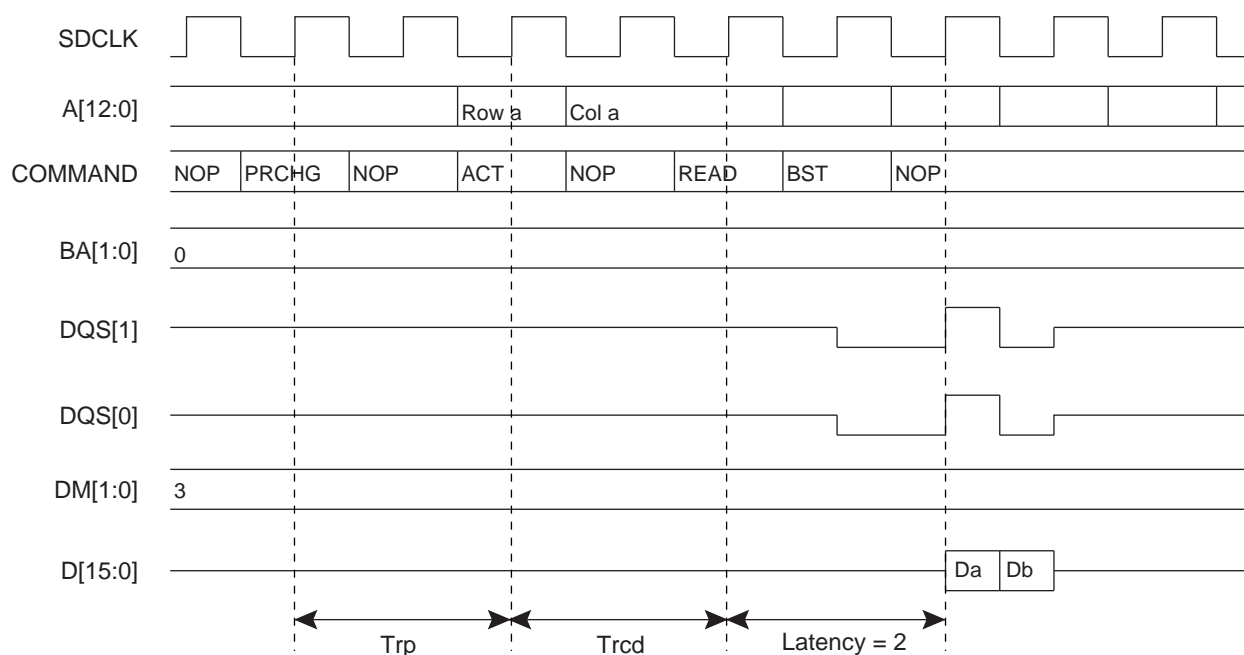 SDCLK
A[12:0] Row a Col a
COMMAND NOP PRCHG NOP ACT NOP READ BST NOP
BA[1:0] 0
DQS[1]
DQS[0]
DM[1:0] 3
D[15:0] Da Db
Trp Trcd Latency = 2